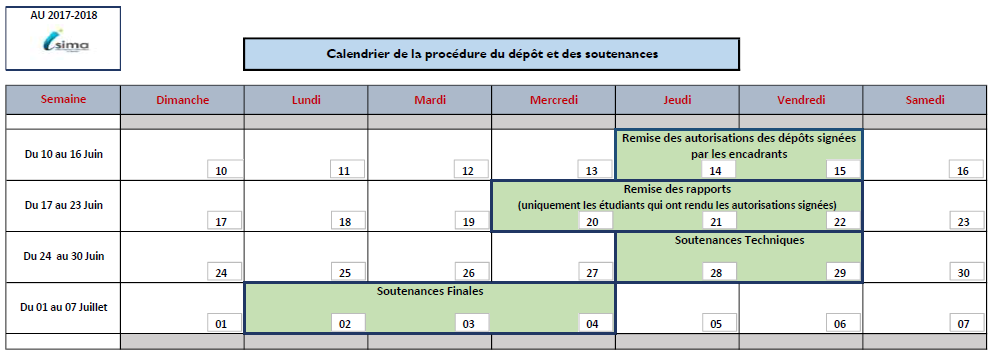 AU 2017-2018
isima
Calendrier de la procédure du dépôt et des soutenances
Semaine Dimanche Lundi Mardi Mercredi Jeudi Vendredi Samedi
Remise des autorisations des dépôts signées
par les encadrants
Du 10 au 16 Juin
10 11 12 13 14 15 16
Remise des rapports
(uniquement les étudiants qui ont rendu les autorisations signées)
Du 17 au 23 Juin
17 18 19 20 21 22 23
Soutenances Techniques
Du 24 au 30 Juin
24 25 26 27 28 29 30
Soutenances Finales
Du 01 au 07 Juillet
01 02 03 04 05 06 07